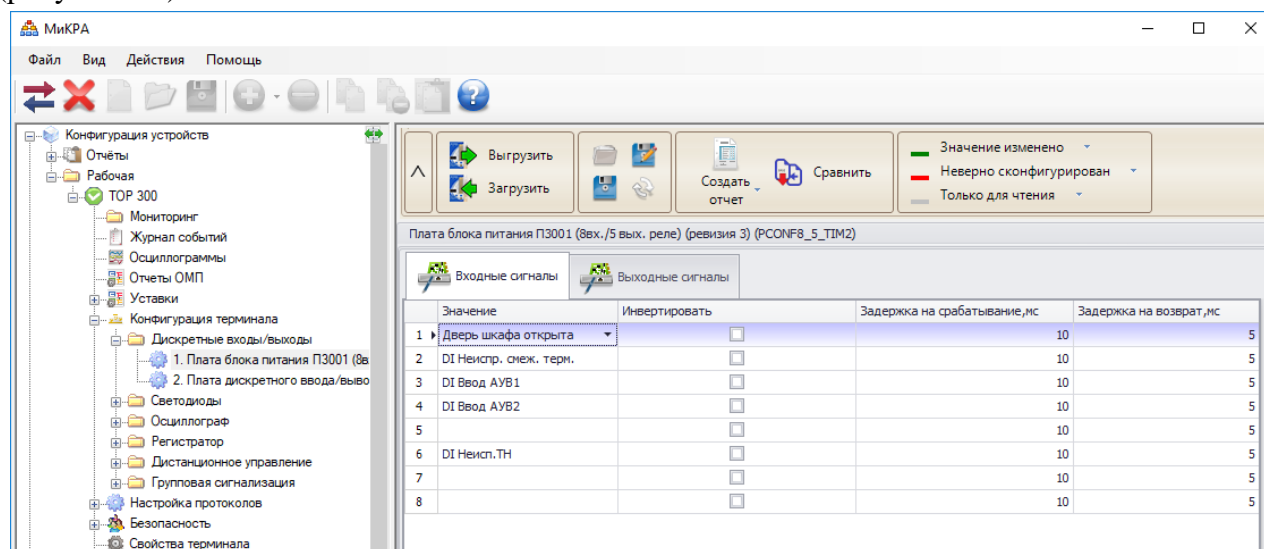 МиКРА
Файл Вид Действия Помощь
Конфигурация устройств
Отчёты
Рабочая
ТОР 300
Мониторинг
Журнал событий
Осциллограммы
Отчеты ОМП
Уставки
Конфигурация терминала
Дискретные входы/выходы
1. Плата блока питания П3001 (8в
2. Плата дискретного ввода/выво
Светодиоды
Осциллограф
Регистратор
Дистанционное управление
Групповая сигнализация
Настройка протоколов
Безопасность
Свойства терминала
Выгрузить
Загрузить
Создать отчет
Сравнить
Значение изменено
Неверно сконфигурирован
Только для чтения
Плата блока питания П3001 (8вх./5 вых. реле) (ревизия 3) (PCONF8_5_TIM2)
Входные сигналы Выходные сигналы
Значение Инвертировать Задержка на срабатывание,мс Задержка на возврат,мс
1 Дверь шкафа открыта 10 5
2 DI Неиспр. смеж. терм. 10 5
3 DI Ввод АУВ1 10 5
4 DI Ввод АУВ2 10 5
5 10 5
6 DI Неисп.ТН 10 5
7 10 5
8 10 5